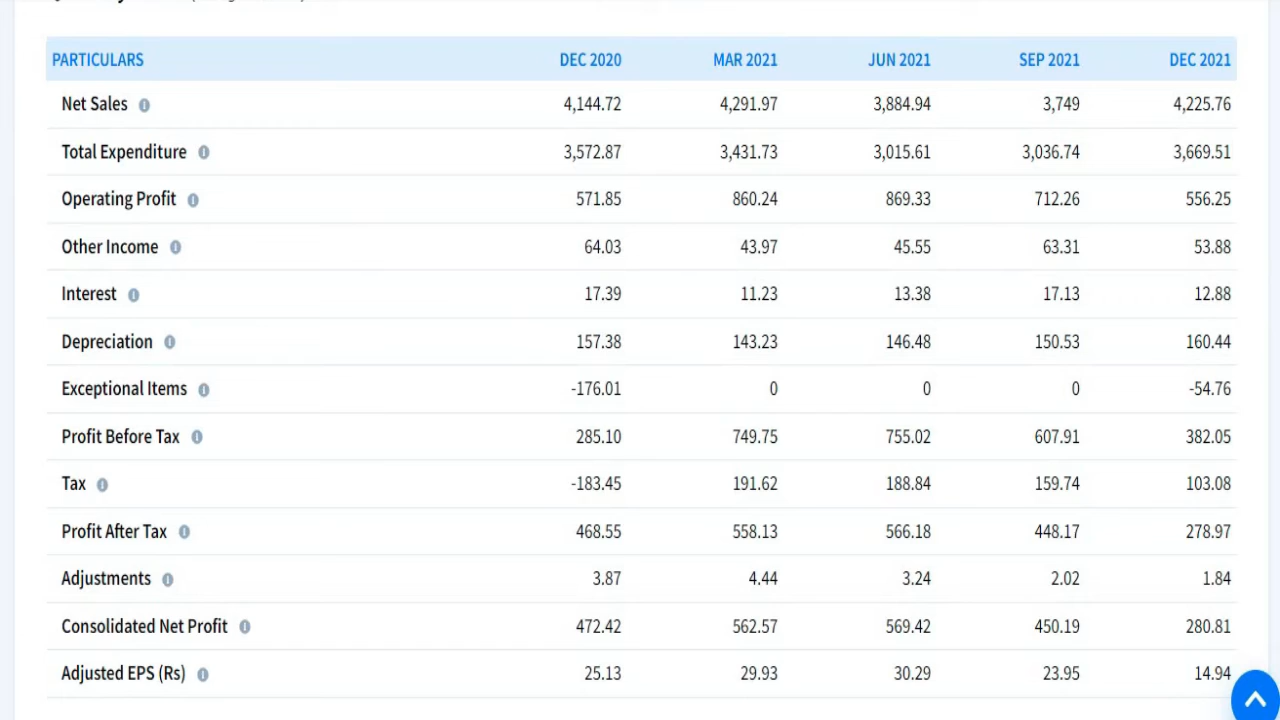 PARTICULARS DEC 2020 MAR 2021 JUN 2021 SEP 2021 DEC 2021
Net Sales 4,144.72 4,291.97 3,884.94 3,749 4,225.76
Total Expenditure 3,572.87 3,431.73 3,015.61 3,036.74 3,669.51
Operating Profit 571.85 860.24 869.33 712.26 556.25
Other Income 64.03 43.97 45.55 63.31 53.88
Interest 17.39 11.23 13.38 17.13 12.88
Depreciation 157.38 143.23 146.48 150.53 160.44
Exceptional Items -176.01 0 0 0 -54.76
Profit Before Tax 285.10 749.75 755.02 607.91 382.05
Tax -183.45 191.62 188.84 159.74 103.08
Profit After Tax 468.55 558.13 566.18 448.17 278.97
Adjustments 3.87 4.44 3.24 2.02 1.84
Consolidated Net Profit 472.42 562.57 569.42 450.19 280.81
Adjusted EPS (Rs) 25.13 29.93 30.29 23.95 14.94